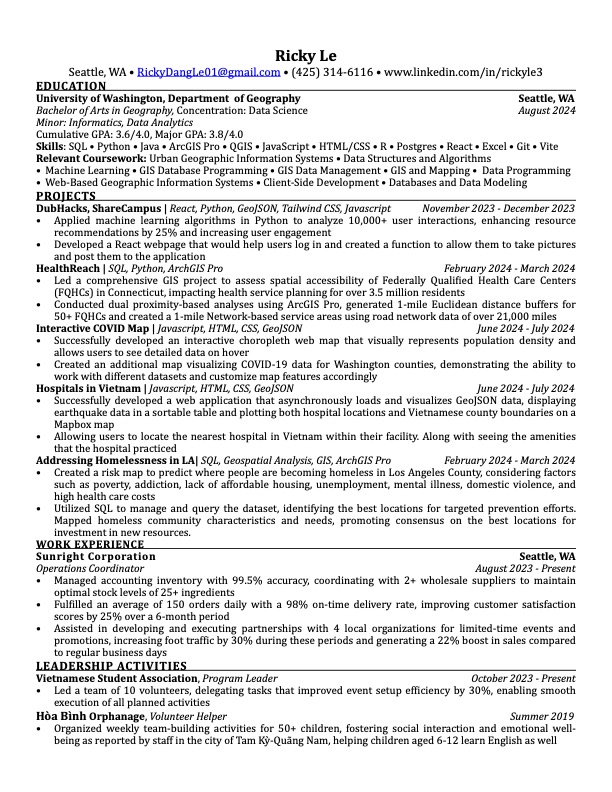 Ricky Le
Seattle, WA • RickyDangLe01@gmail.com • (425) 314-6116 • www.linkedin.com/in/rickyle3
EDUCATION
University of Washington, Department of Geography Seattle, WA
Bachelor of Arts in Geography, Concentration: Data Science August 2024
Minor: Informatics, Data Analytics
Cumulative GPA: 3.6/4.0, Major GPA: 3.8/4.0
Skills: SQL • Python • Java • ArcGIS Pro • QGIS • JavaScript • HTML/CSS • R • Postgres • React • Excel • Git • Vite
Relevant Coursework: Urban Geographic Information Systems • Data Structures and Algorithms
• Machine Learning • GIS Database Programming • GIS Data Management • GIS and Mapping • Data Programming
• Web-Based Geographic Information Systems • Client-Side Development • Databases and Data Modeling
PROJECTS
DubHacks, ShareCampus | React, Python, GeoJSON, Tailwind CSS, Javascript November 2023 - December 2023
• Applied machine learning algorithms in Python to analyze 10,000+ user interactions, enhancing resource
recommendations by 25% and increasing user engagement
• Developed a React webpage that would help users log in and created a function to allow them to take pictures
and post them to the application
HealthReach | SQL, Python, ArchGIS Pro February 2024 - March 2024
• Led a comprehensive GIS project to assess spatial accessibility of Federally Qualified Health Care Centers
(FQHCs) in Connecticut, impacting health service planning for over 3.5 million residents
• Conducted dual proximity-based analyses using ArcGIS Pro, generated 1-mile Euclidean distance buffers for
50+ FQHCs and created a 1-mile Network-based service areas using road network data of over 21,000 miles
Interactive COVID Map | Javascript, HTML, CSS, GeoJSON June 2024 - July 2024
• Successfully developed an interactive choropleth web map that visually represents population density and
allows users to see detailed data on hover
• Created an additional map visualizing COVID-19 data for Washington counties, demonstrating the ability to
work with different datasets and customize map features accordingly
Hospitals in Vietnam | Javascript, HTML, CSS, GeoJSON June 2024 - July 2024
• Successfully developed a web application that asynchronously loads and visualizes GeoJSON data, displaying
earthquake data in a sortable table and plotting both hospital locations and Vietnamese county boundaries on a
Mapbox map
• Allowing users to locate the nearest hospital in Vietnam within their facility. Along with seeing the amenities
that the hospital practiced
Addressing Homelessness in LA| SQL, Geospatial Analysis, GIS, ArchGIS Pro February 2024 - March 2024
• Created a risk map to predict where people are becoming homeless in Los Angeles County, considering factors
such as poverty, addiction, lack of affordable housing, unemployment, mental illness, domestic violence, and
high health care costs
• Utilized SQL to manage and query the dataset, identifying the best locations for targeted prevention efforts.
Mapped homeless community characteristics and needs, promoting consensus on the best locations for
investment in new resources.
WORK EXPERIENCE
Sunright Corporation Seattle, WA
Operations Coordinator August 2023 - Present
• Managed accounting inventory with 99.5% accuracy, coordinating with 2+ wholesale suppliers to maintain
optimal stock levels of 25+ ingredients
• Fulfilled an average of 150 orders daily with a 98% on-time delivery rate, improving customer satisfaction
scores by 25% over a 6-month period
• Assisted in developing and executing partnerships with 4 local organizations for limited-time events and
promotions, increasing foot traffic by 30% during these periods and generating a 22% boost in sales compared
to regular business days
LEADERSHIP ACTIVITIES
Vietnamese Student Association, Program Leader October 2023 - Present
• Led a team of 10 volunteers, delegating tasks that improved event setup efficiency by 30%, enabling smooth
execution of all planned activities
Hòa Bình Orphanage, Volunteer Helper Summer 2019
• Organized weekly team-building activities for 50+ children, fostering social interaction and emotional well-
being as reported by staff in the city of Tam Kỳ-Quãng Nam, helping children aged 6-12 learn English as well